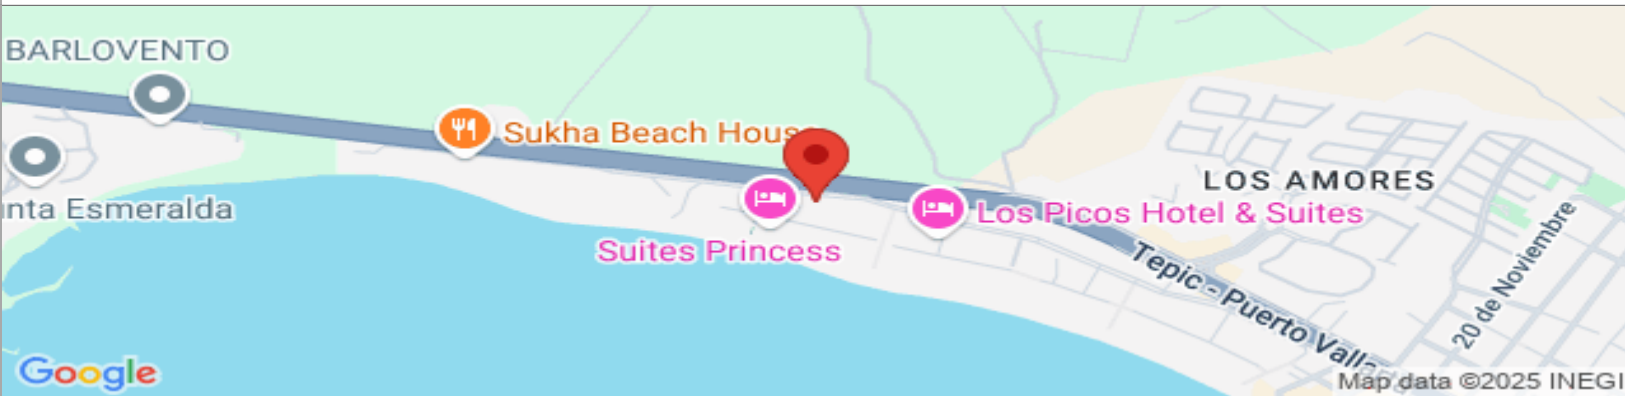 BARLOVENTO
Sukha Beach House
LOS AMORES
nta Esmeralda
Los Picos Hotel & Suites
Suites Princess
20 de Noviembre
Tepic - Puerto Valla
Google
Map data ©2025 INEGI